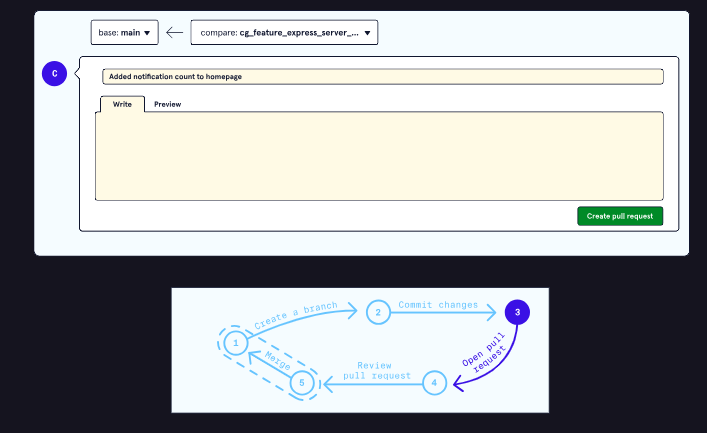 base: main
compare: cg_feature_express_server_...
C
Added notification count to homepage
Write
Preview
Create pull request
Create a branch
2
Commit changes
3
1
Merge
5
Review
pull request
4
Open pull
request